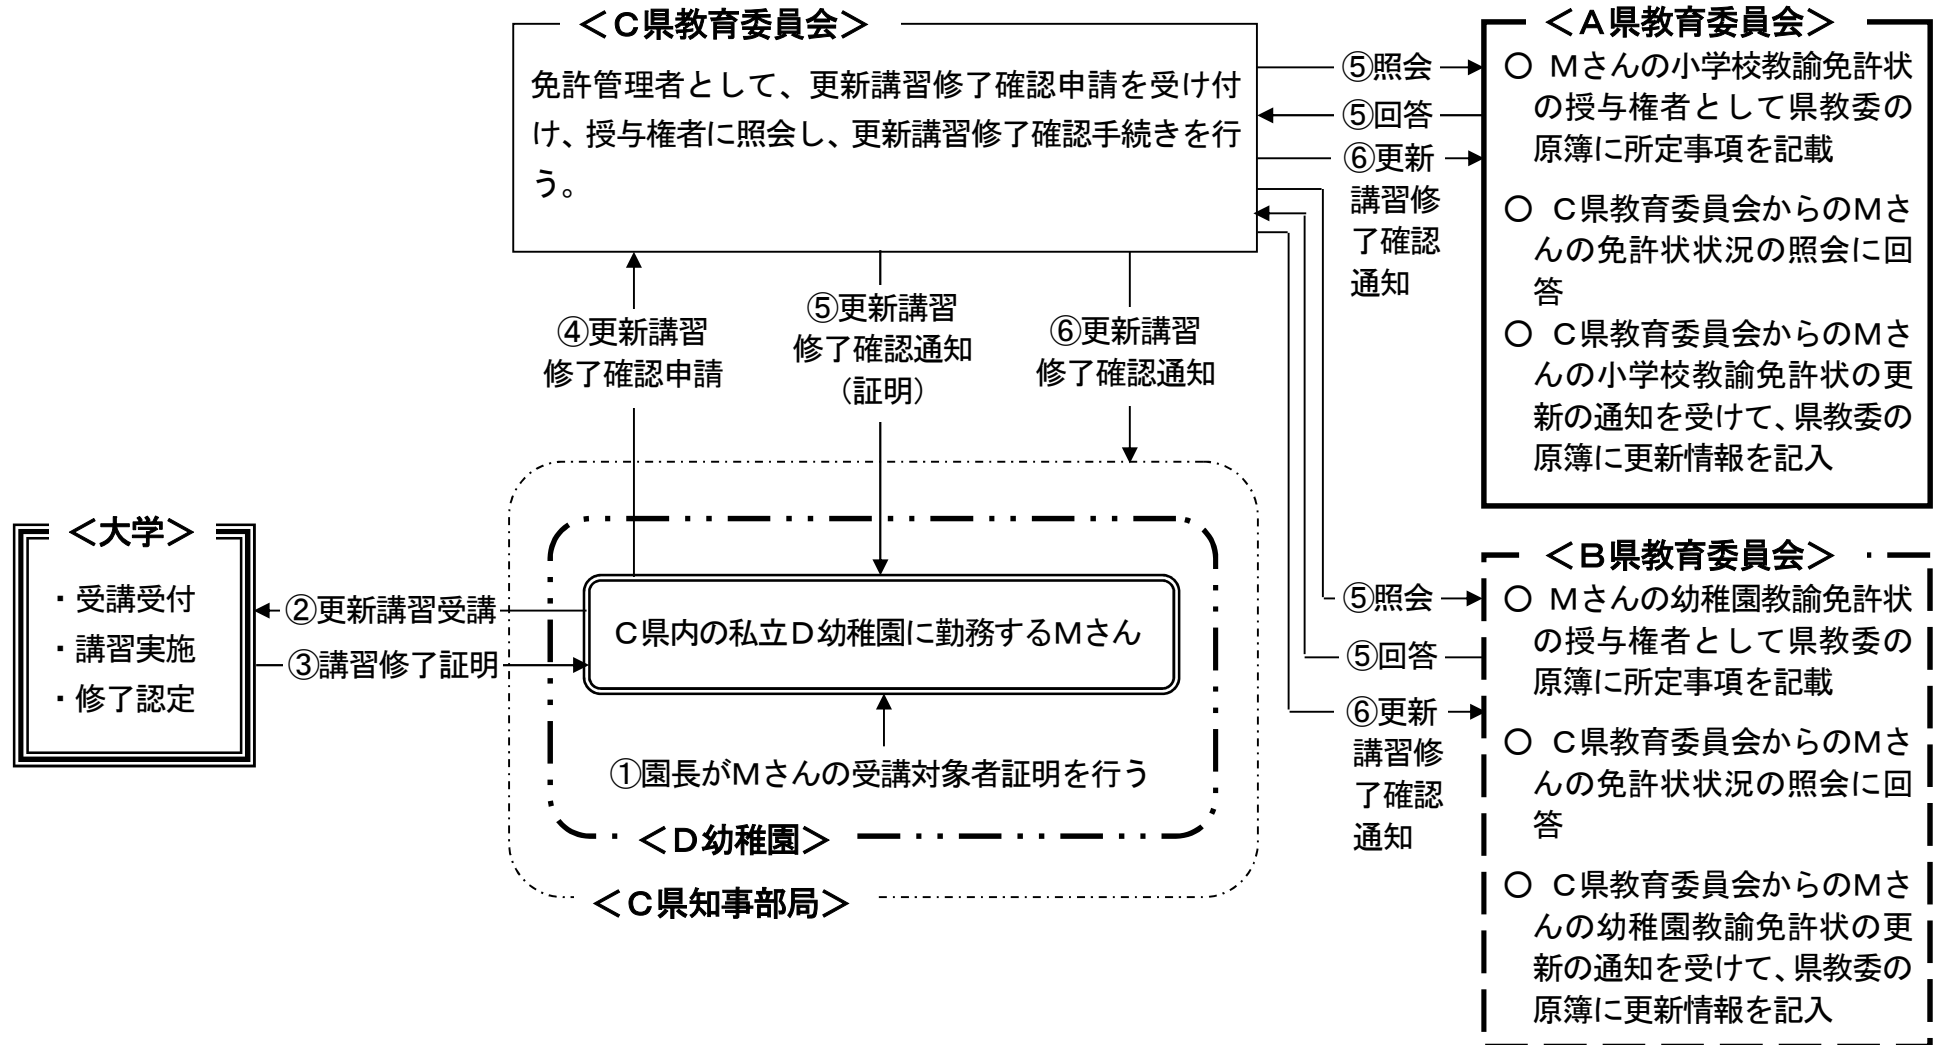 ＜Ｃ県教育委員会＞
免許管理者として、更新講習修了確認申請を受け付
け、授与権者に照会し、更新講習修了確認手続きを行
う。
⑤照会
⑤回答
⑥更新
講習修
了確認
通知
＜Ａ県教育委員会＞
○ Ｍさんの小学校教諭免許状
の授与権者として県教委の
原簿に所定事項を記載
○ Ｃ県教育委員会からのＭさ
んの免許状状況の照会に回
答
○ Ｃ県教育委員会からのＭさ
んの小学校教諭免許状の更
新の通知を受けて、県教委の
原簿に更新情報を記入
④更新講習
修了確認申請
⑤更新講習
修了確認通知
（証明）
⑥更新講習
修了確認通知
＜大学＞
・受講受付
・講習実施
・修了認定
②更新講習受講
③講習修了証明
Ｃ県内の私立Ｄ幼稚園に勤務するＭさん
①園長がＭさんの受講対象者証明を行う
＜Ｄ幼稚園＞
＜Ｃ県知事部局＞
⑤照会
⑤回答
⑥更新
講習修
了確認
通知
＜Ｂ県教育委員会＞
○ Ｍさんの幼稚園教諭免許状
の授与権者として県教委の
原簿に所定事項を記載
○ Ｃ県教育委員会からのＭさ
んの免許状状況の照会に回
答
○ Ｃ県教育委員会からのＭさ
んの幼稚園教諭免許状の更
新の通知を受けて、県教委の
原簿に更新情報を記入